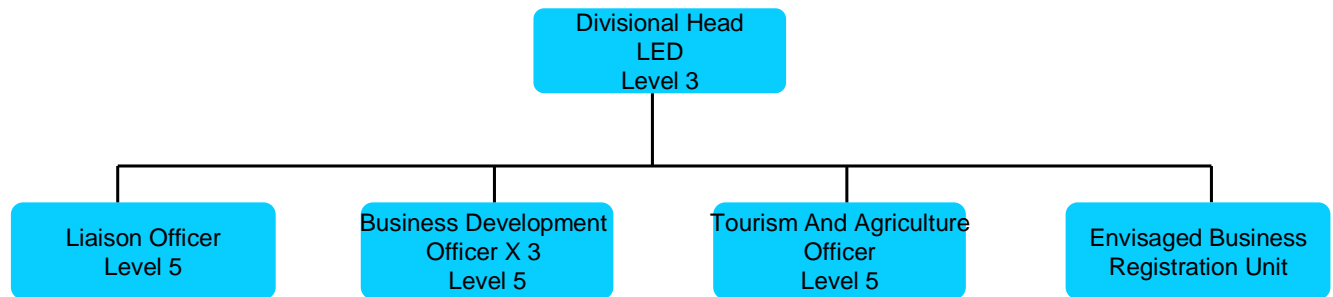 Divisional Head
LED
Level 3
Liaison Officer
Level 5
Business Development
Officer X 3
Level 5
Tourism And Agriculture
Officer
Level 5
Envisaged Business
Registration Unit